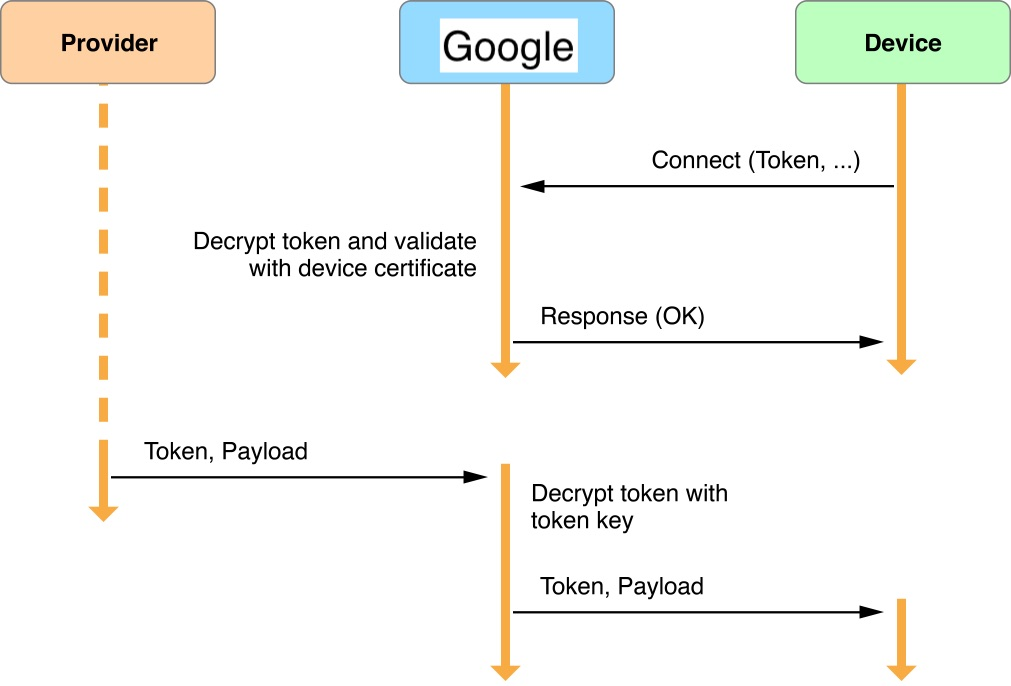 Provider
Google
Device
Connect (Token, ...)
Decrypt token and validate
with device certificate
Response (OK)
Token, Payload
Decrypt token with
token key
Token, Payload